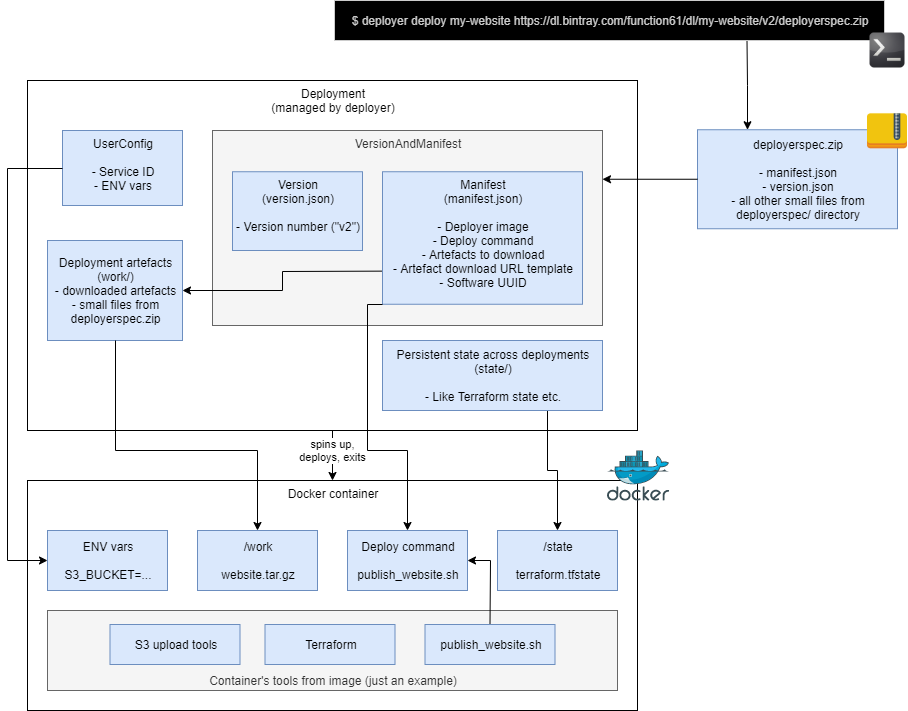 $ deployer deploy my-website https://dl.bintray.com/function61/dl/my-website/v2/deployerspec.zip
Deployment
(managed by deployer)
UserConfig
- Service ID
- ENV vars
VersionAndManifest
Version
(version.json)
- Version number ("v2")
Manifest
(manifest.json)
- Deployer image
- Deploy command
- Artefacts to download
- Artefact download URL template
- Software UUID
deployerspec.zip
- manifest.json
- version.json
- all other small files from
deployerspec/ directory
Deployment artefacts
(work/)
- downloaded artefacts
- small files from
deployerspec.zip
Persistent state across deployments
(state/)
- Like Terraform state etc.
spins up,
deploys, exits
docker
Docker container
ENV vars
S3_BUCKET=...
/work
website.tar.gz
Deploy command
publish_website.sh
/state
terraform.tfstate
S3 upload tools
Terraform
publish_website.sh
Container's tools from image (just an example)